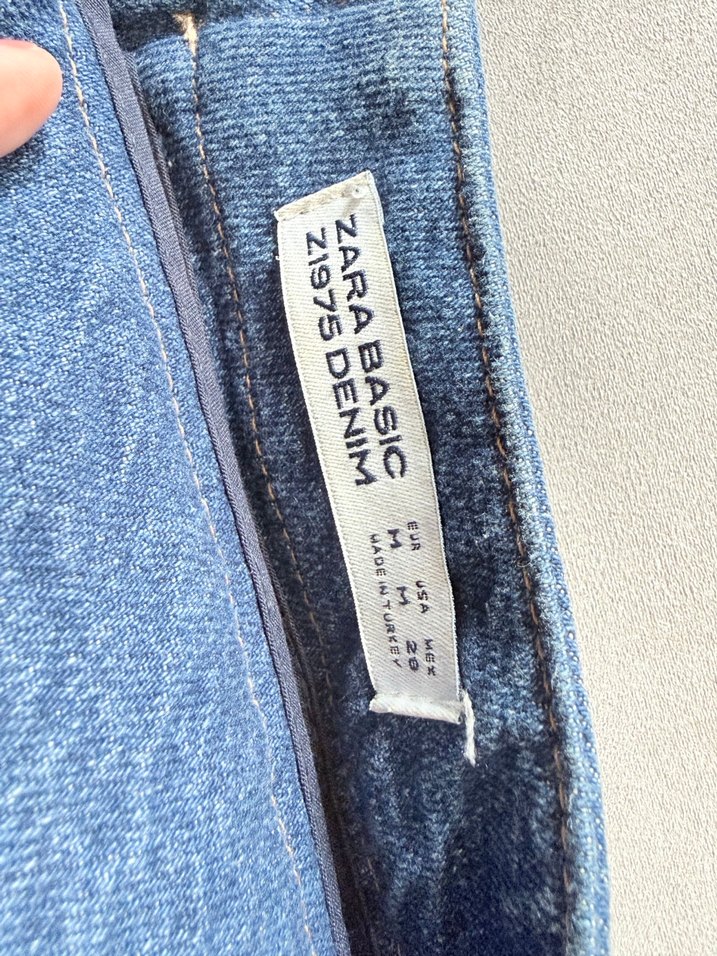 ZARA BASIC
Z1975 DENIM
EUR USA MEX
M M 28
MADE IN TURKEY